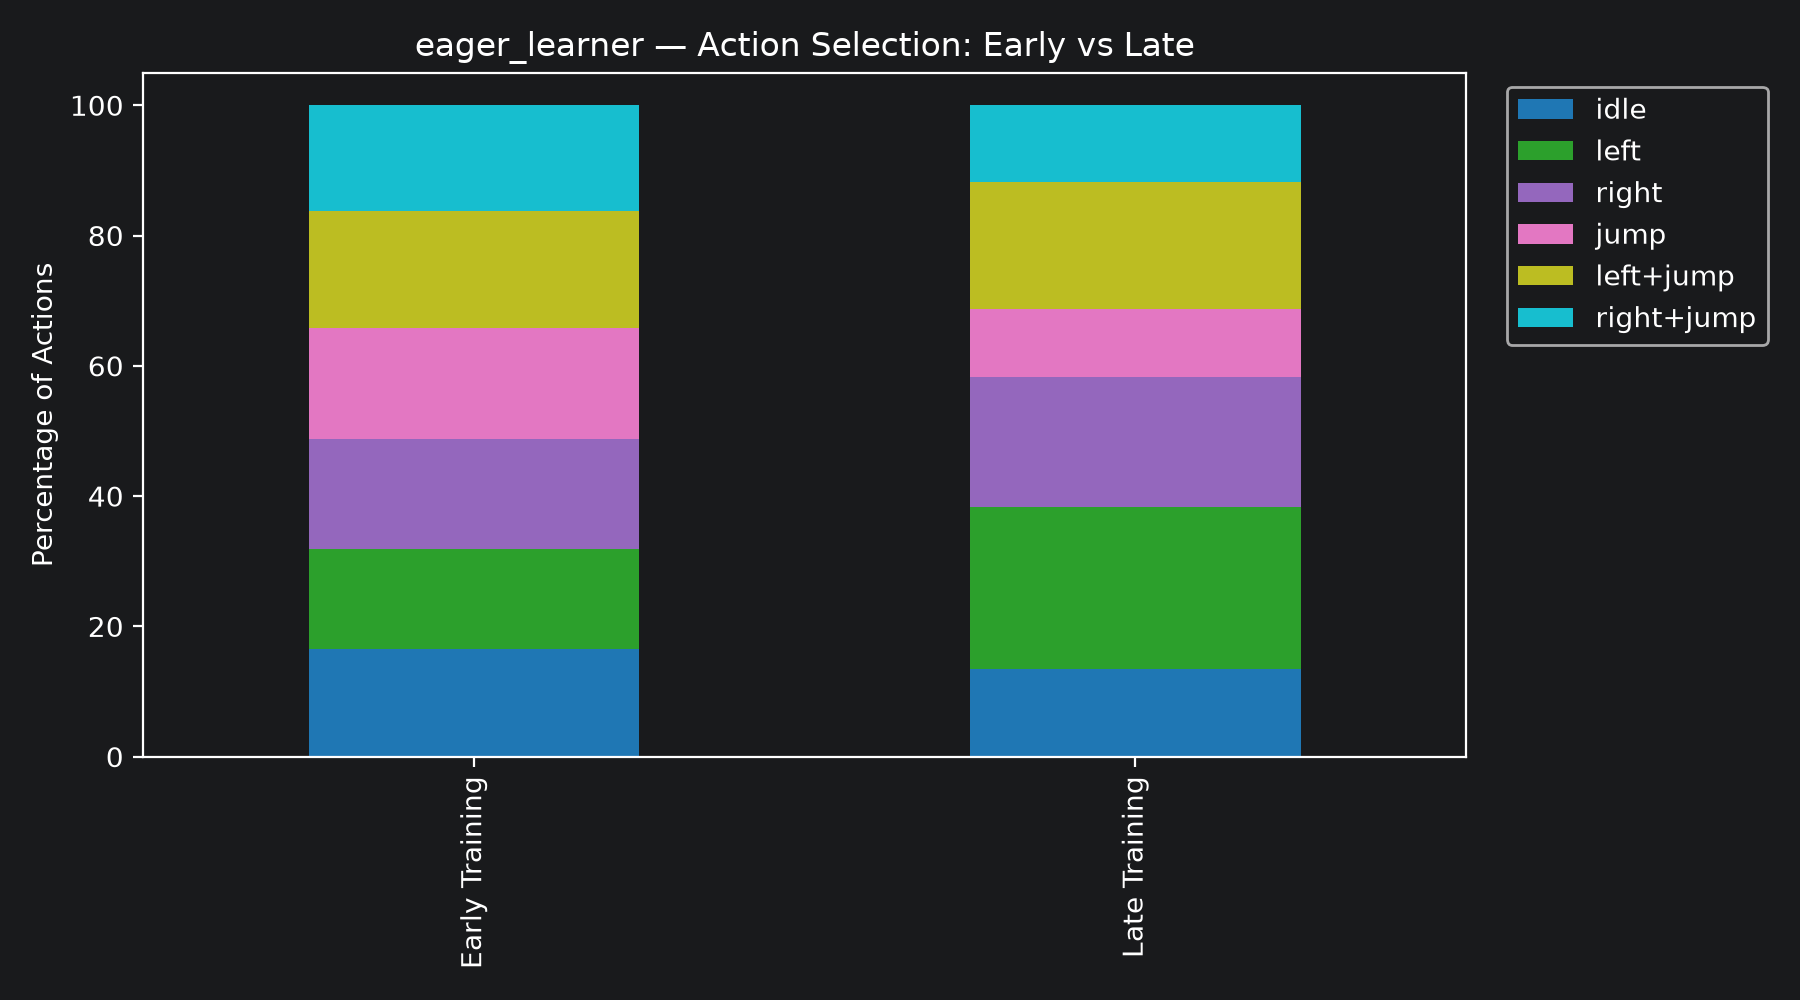 eager_learner — Action Selection: Early vs Late
Percentage of Actions
100
80
60
40
20
0
Early Training
Late Training
idle
left
right
jump
left+jump
right+jump